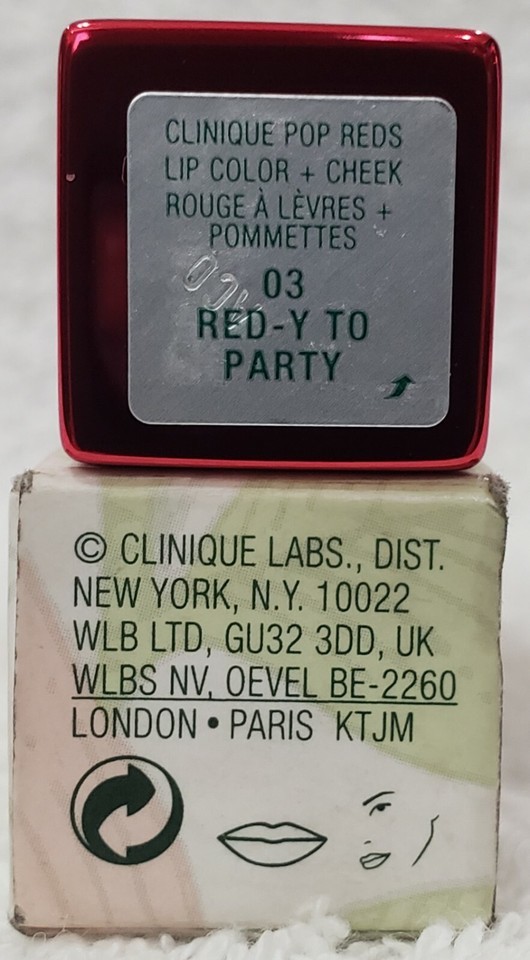 CLINIQUE POP REDS
LIP COLOR + CHEEK
ROUGE À LÈVRES +
POMMETTES
03
RED-Y TO
PARTY
© CLINIQUE LABS., DIST.
NEW YORK, N.Y. 10022
WLB LTD, GU32 3DD, UK
WLBS NV, OEVEL BE-2260
LONDON • PARIS KTJM